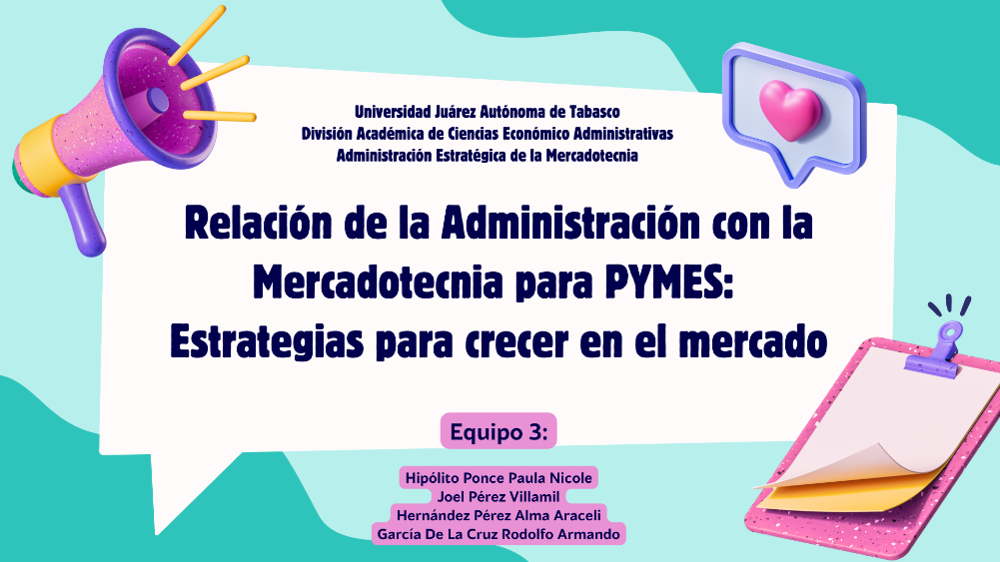 Universidad Juárez Autónoma de Tabasco
División Académica de Ciencias Económico Administrativas
Administración Estratégica de la Mercadotecnia
Relación de la Administración con la
Mercadotecnia para PYMES:
Estrategias para crecer en el mercado
Equipo 3:
Hipólito Ponce Paula Nicole
Joel Pérez Villamil
Hernández Pérez Alma Araceli
García De La Cruz Rodolfo Armando